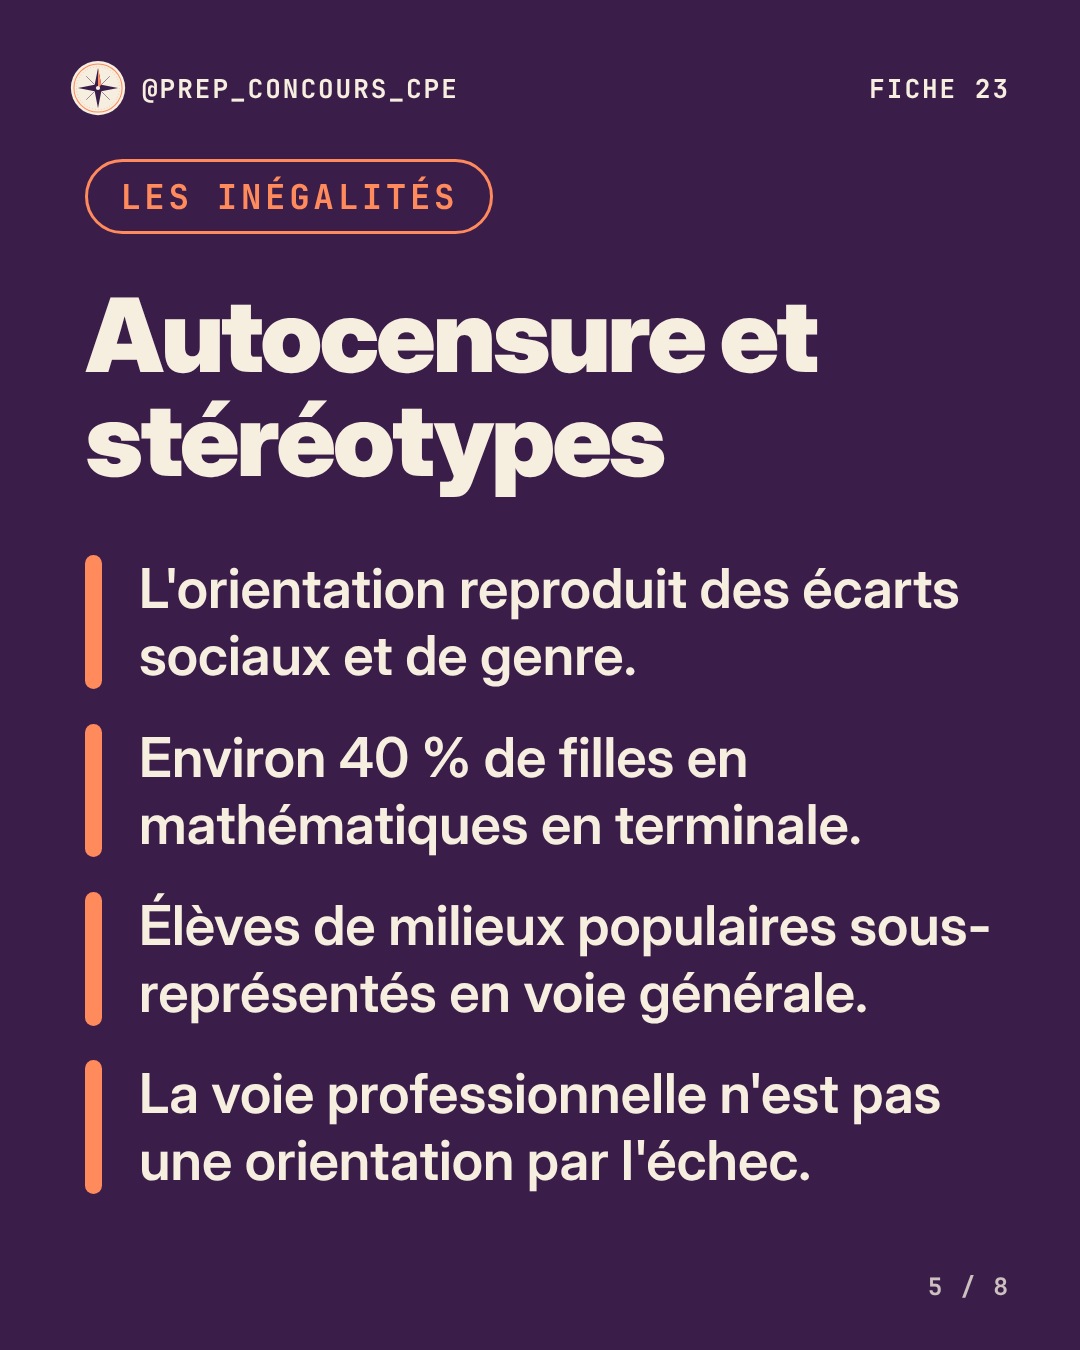 @PREP_CONCOURS_CPE
FICHE 23
LES INÉGALITÉS
Autocensure et
stéréotypes
L'orientation reproduit des écarts
sociaux et de genre.
Environ 40 % de filles en
mathématiques en terminale.
Élèves de milieux populaires sous-
représentés en voie générale.
La voie professionnelle n'est pas
une orientation par l'échec.
5 / 8